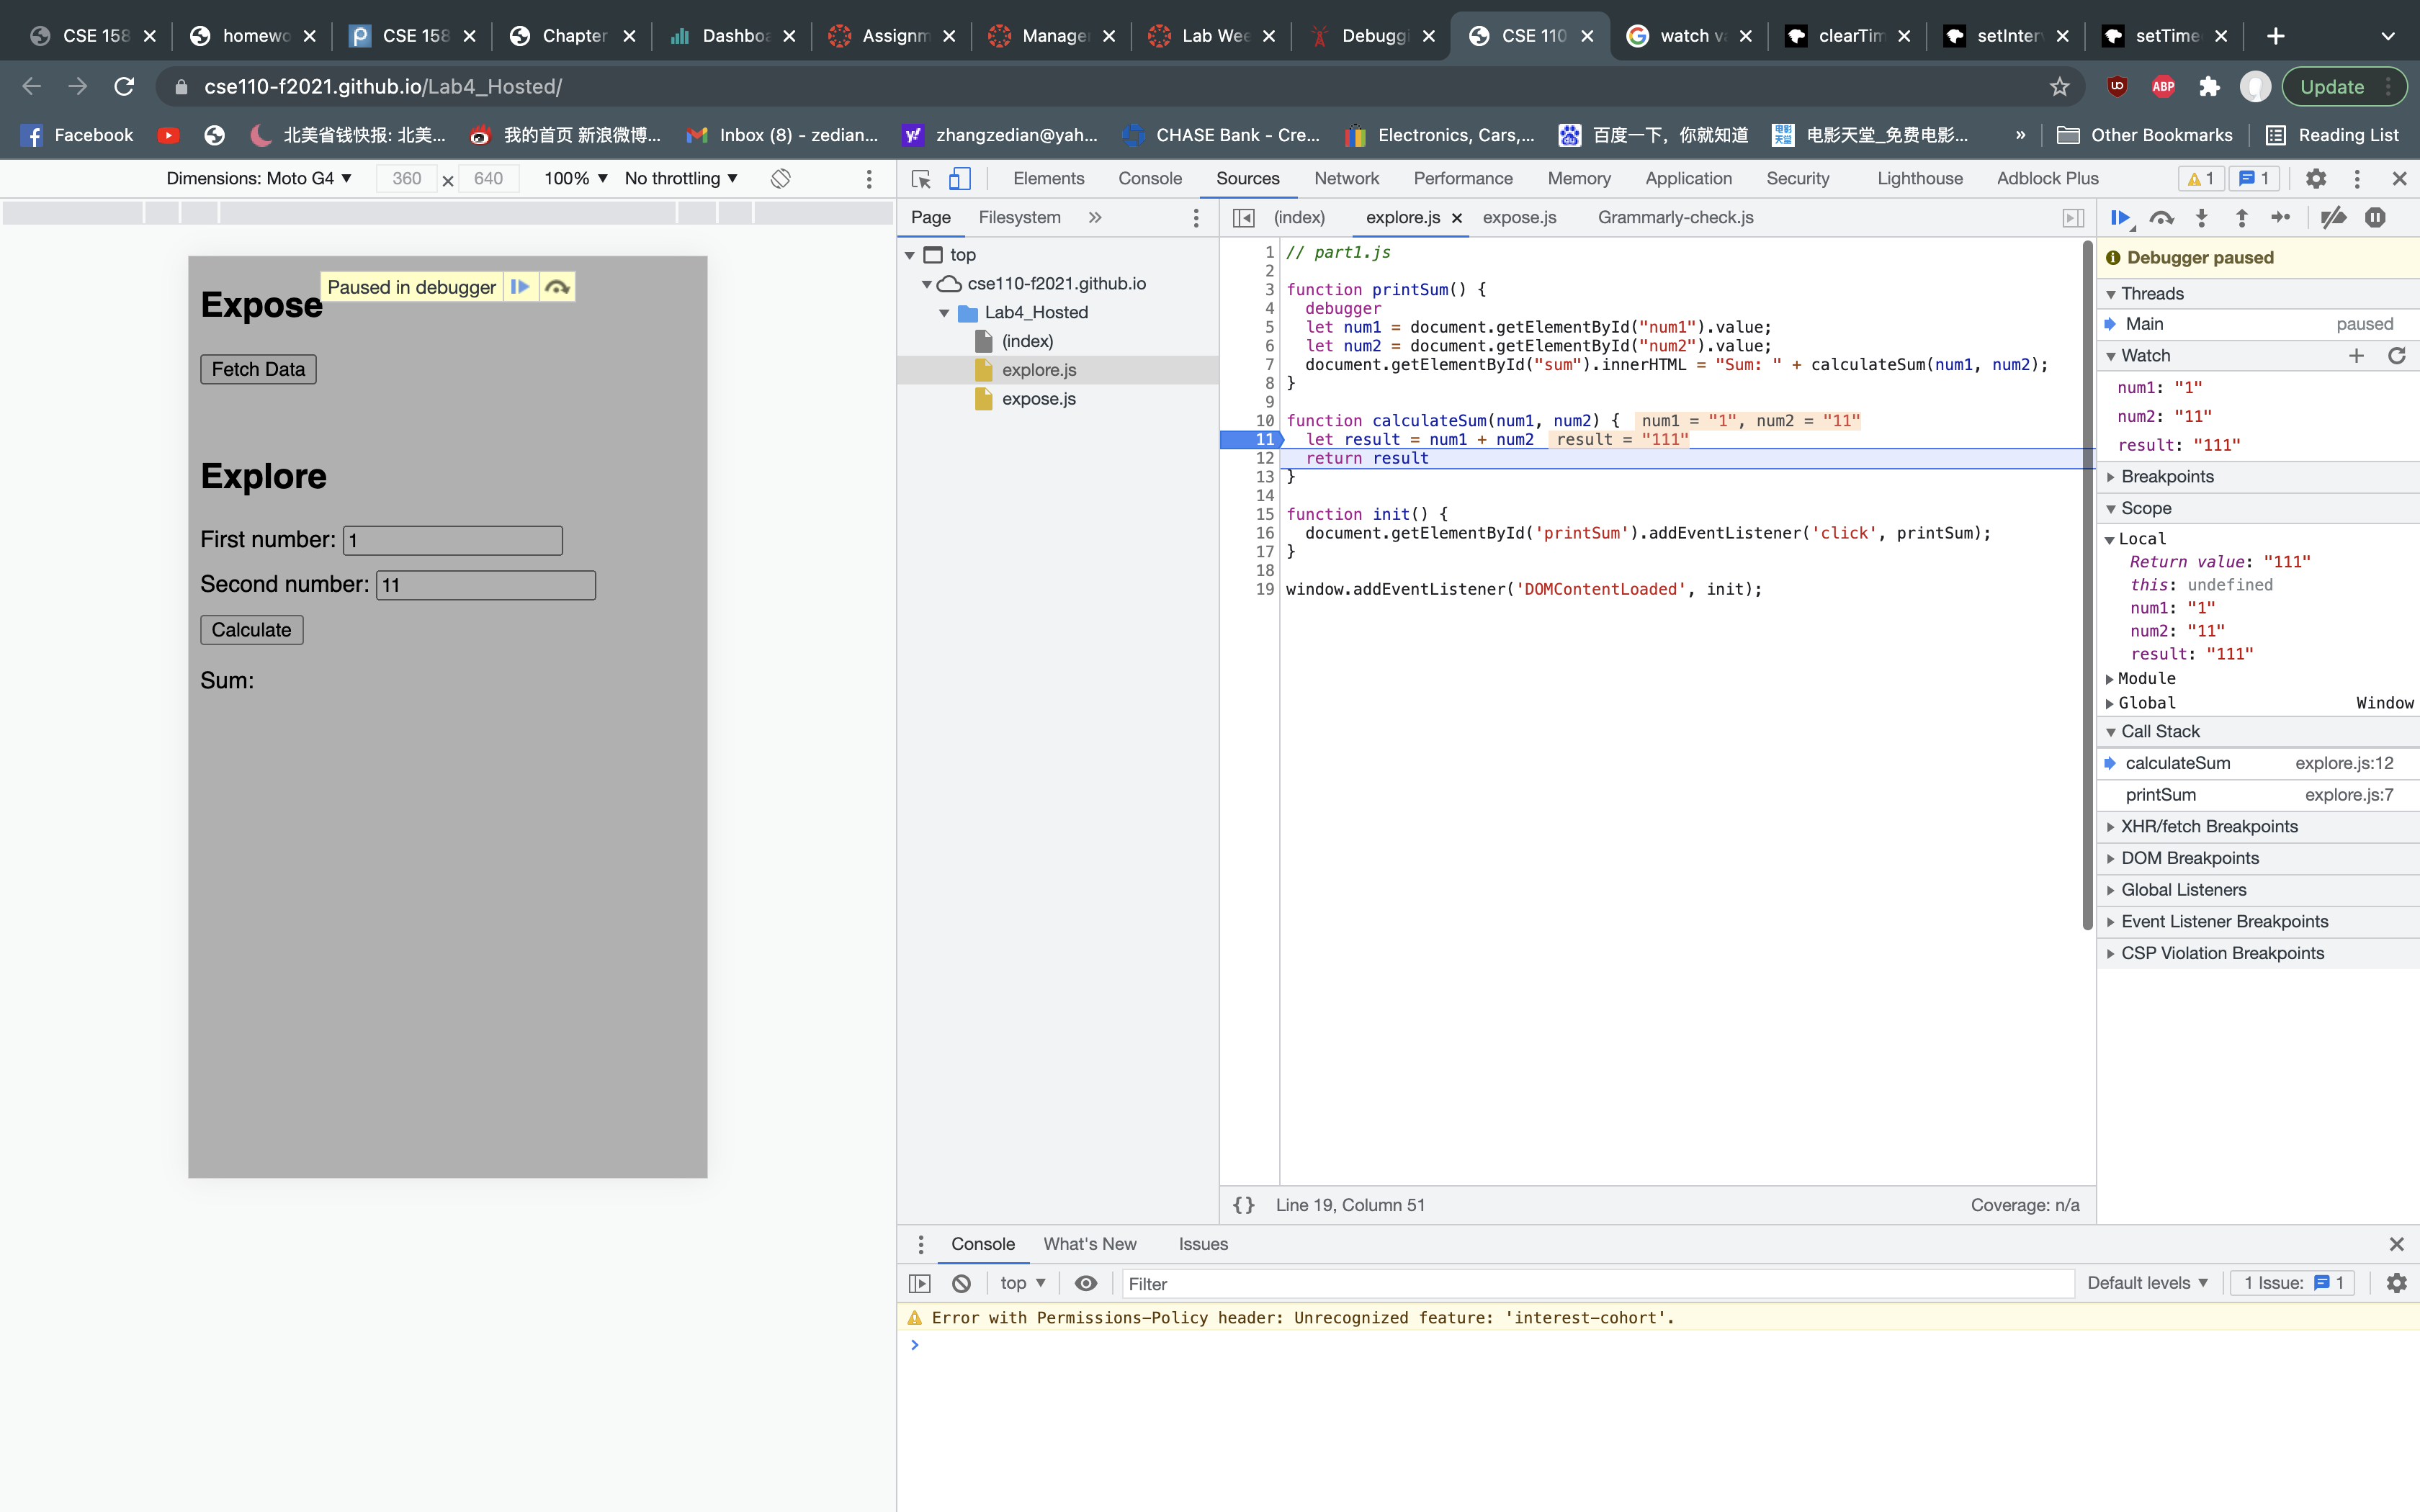 CSE 158 homewo CSE 158 Chapter Dashboa Assignm Manage Lab Wee Debuggi CSE 110 watch va clearTim setInterv setTime
cse110-f2021.github.io/Lab4_Hosted/ ABP Update
Facebook 北美省钱快报: 北美... 我的首页 新浪微博... Inbox (8) - zedian... zhangzedian@yah... CHASE Bank - Cre... Electronics, Cars,... 百度一下，你就知道 电影天堂_免费电影... » Other Bookmarks Reading List
Dimensions: Moto G4 ▼ 360 × 640 100% ▼ No throttling ▼
Elements Console Sources Network Performance Memory Application Security Lighthouse Adblock Plus 1 1
Page Filesystem »
(index) explore.js × expose.js Grammarly-check.js
Paused in debugger
Expose
Fetch Data
Explore
First number: 1
Second number: 11
Calculate
Sum:
top
cse110-f2021.github.io
Lab4_Hosted
(index)
explore.js
expose.js
1 // part1.js
2
3 function printSum() {
4 debugger
5 let num1 = document.getElementById("num1").value;
6 let num2 = document.getElementById("num2").value;
7 document.getElementById("sum").innerHTML = "Sum: " + calculateSum(num1, num2);
8 }
9
10 function calculateSum(num1, num2) { num1 = "1", num2 = "11"
11 let result = num1 + num2 result = "111"
12 return result
13 }
14
15 function init() {
16 document.getElementById('printSum').addEventListener('click', printSum);
17 }
18
19 window.addEventListener('DOMContentLoaded', init);
{} Line 19, Column 51 Coverage: n/a
Debugger paused
Threads
Main paused
Watch
num1: "1"
num2: "11"
result: "111"
Breakpoints
Scope
Local
Return value: "111"
this: undefined
num1: "1"
num2: "11"
result: "111"
Module
Global Window
Call Stack
calculateSum explore.js:12
printSum explore.js:7
XHR/fetch Breakpoints
DOM Breakpoints
Global Listeners
Event Listener Breakpoints
CSP Violation Breakpoints
Console What's New Issues
top ▼ Filter Default levels ▼ 1 Issue: 1
Error with Permissions-Policy header: Unrecognized feature: 'interest-cohort'.